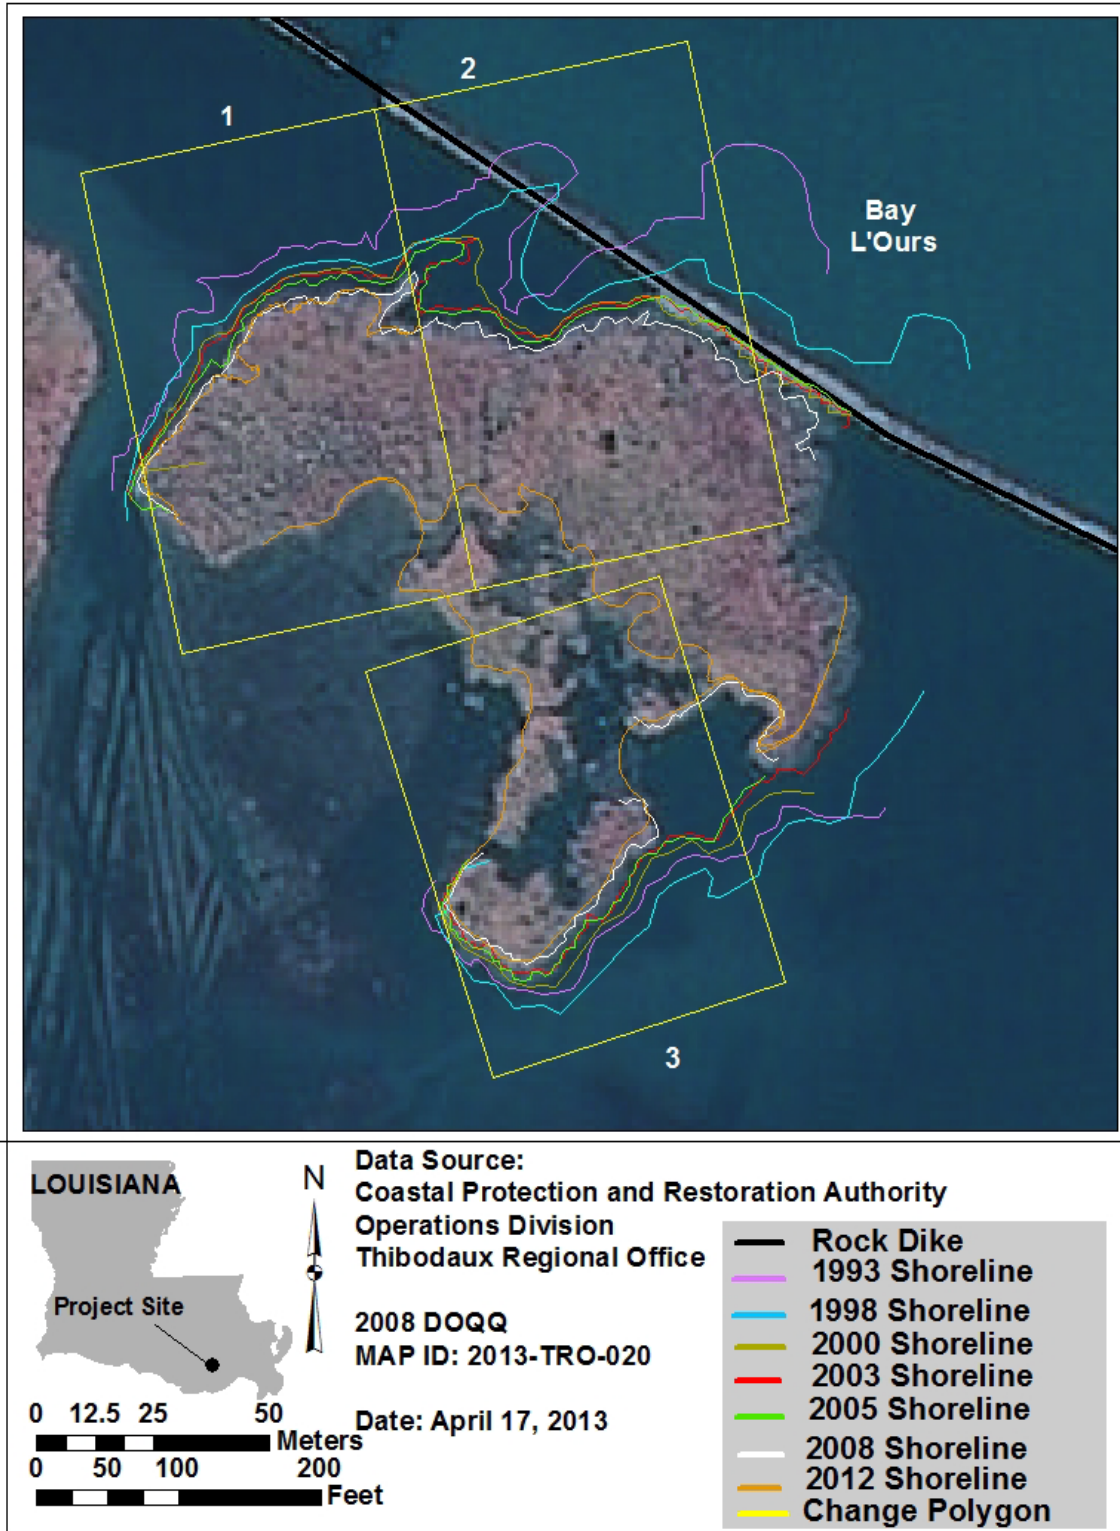 1
2
Bay
L'Ours
3
LOUISIANA
Project Site
N
0 12.5 25 50
Meters
0 50 100 200
Feet
Data Source:
Coastal Protection and Restoration Authority
Operations Division
Thibodaux Regional Office
2008 DOQQ
MAP ID: 2013-TRO-020
Date: April 17, 2013
Rock Dike
1993 Shoreline
1998 Shoreline
2000 Shoreline
2003 Shoreline
2005 Shoreline
2008 Shoreline
2012 Shoreline
Change Polygon